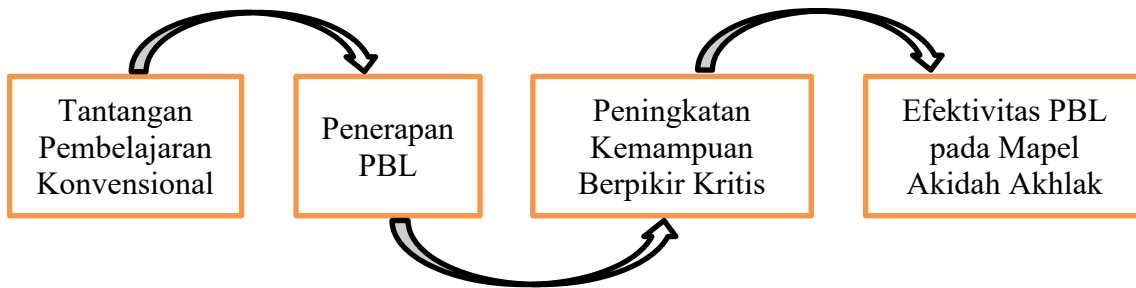 Tantangan
Pembelajaran
Konvensional
Penerapan
PBL
Peningkatan
Kemampuan
Berpikir Kritis
Efektivitas PBL
pada Mapel
Akidah Akhlak